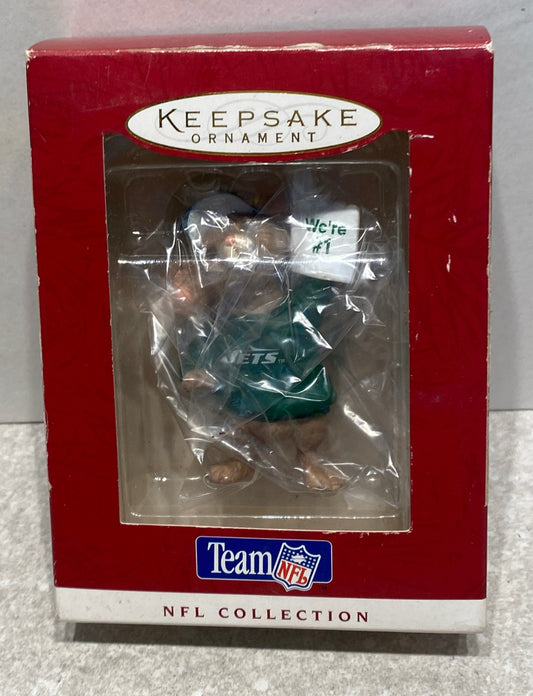 KEEPSAKE
ORNAMENT
We're
#1
JETS
Team NFL
NFL COLLECTION